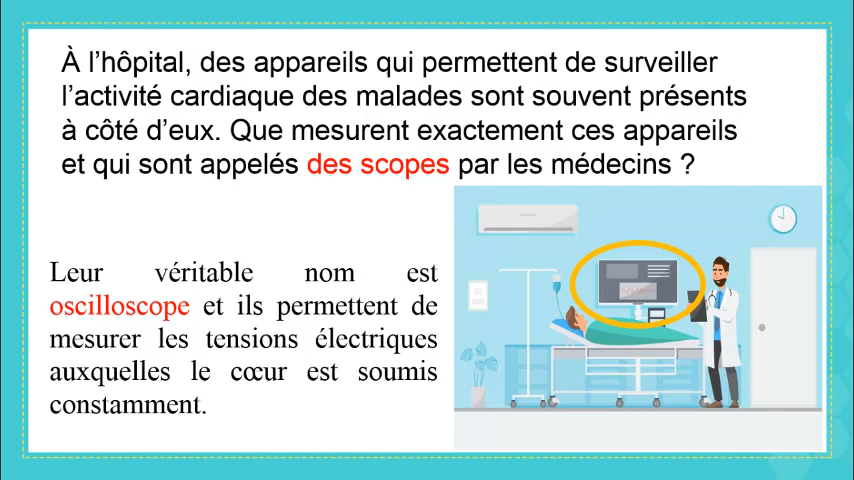 À l’hôpital, des appareils qui permettent de surveiller
l’activité cardiaque des malades sont souvent présents
à côté d’eux. Que mesurent exactement ces appareils
et qui sont appelés des scopes par les médecins ?
Leur véritable nom est
oscilloscope et ils permettent de
mesurer les tensions électriques
auxquelles le cœur est soumis
constamment.